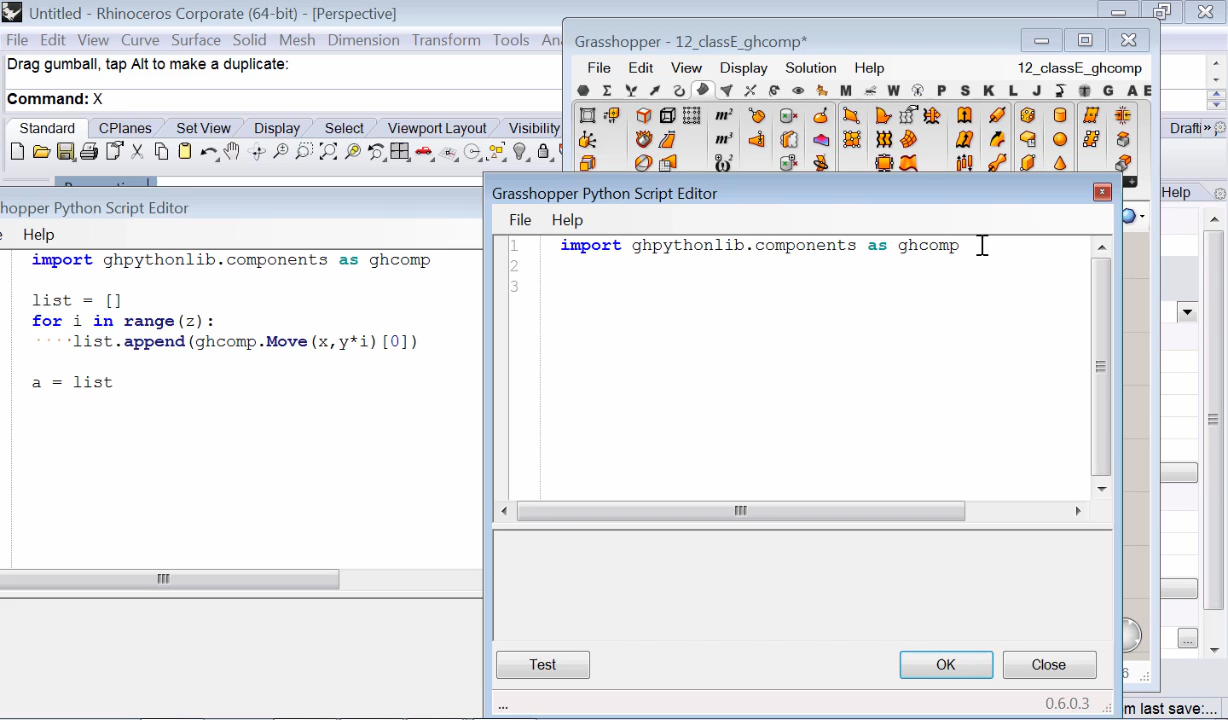 Untitled - Rhinoceros Corporate (64-bit) - [Perspective]
File Edit View Curve Surface Solid Mesh Dimension Transform Tools
Drag gumball, tap Alt to make a duplicate:
Command: X
Standard CPlanes Set View Display Select Viewport Layout Visibility
Grasshopper - 12_classE_ghcomp*
File Edit View Display Solution Help 12_classE_ghcomp
M W P S K L J G A E
m²
m³
Help
Python Script Editor
Help
import ghpythonlib.components as ghcomp
list = []
for i in range(z):
····list.append(ghcomp.Move(x,y*i)[0])
a = list
Grasshopper Python Script Editor
File Help
1 import ghpythonlib.components as ghcomp
2
3
Test OK Close
... 0.6.0.3
last save:...